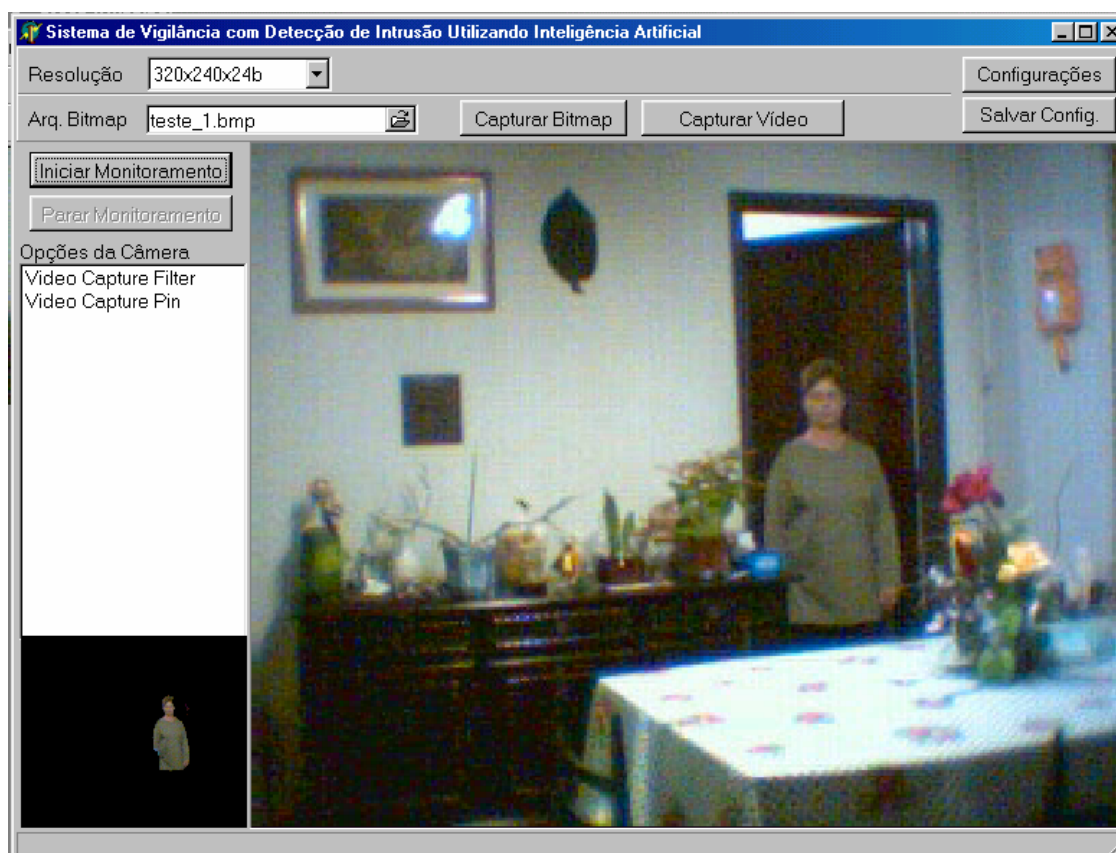 Sistema de Vigilância com Detecção de Intrusão Utilizando Inteligência Artificial
Resolução 320x240x24b Configurações
Arq. Bitmap teste_1.bmp Capturar Bitmap Capturar Vídeo Salvar Config.
Iniciar Monitoramento
Parar Monitoramento
Opções da Câmera
Video Capture Filter
Video Capture Pin